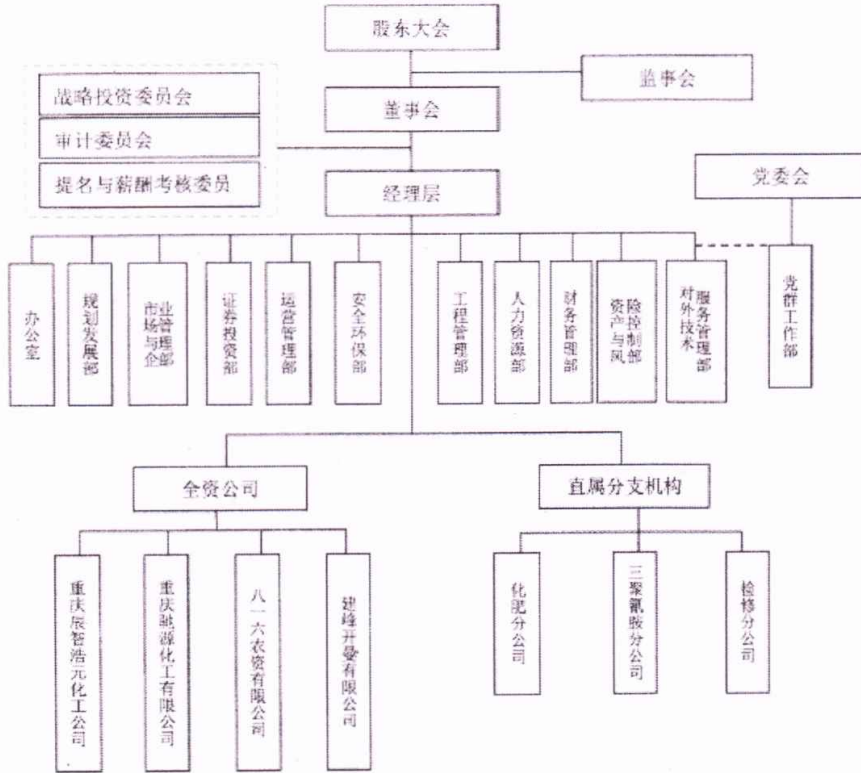 股东大会
监事会
战略投资委员会
董事会
审计委员会
提名与薪酬考核委员
经理层
党委会
办公室
规划发展部
市场与企
业管理部
证券投资部
运营管理部
安全环保部
工程管理部
人力资源部
财务管理部
资产与风
险控制部
对外技术
服务管理部
党群工作部
全资公司
直属分支机构
重庆辰智浩元化工公司
重庆驰源化工有限公司
八一六农资有限公司
建峰开曼有限公司
化肥分公司
三聚氰胺分公司
检修分公司